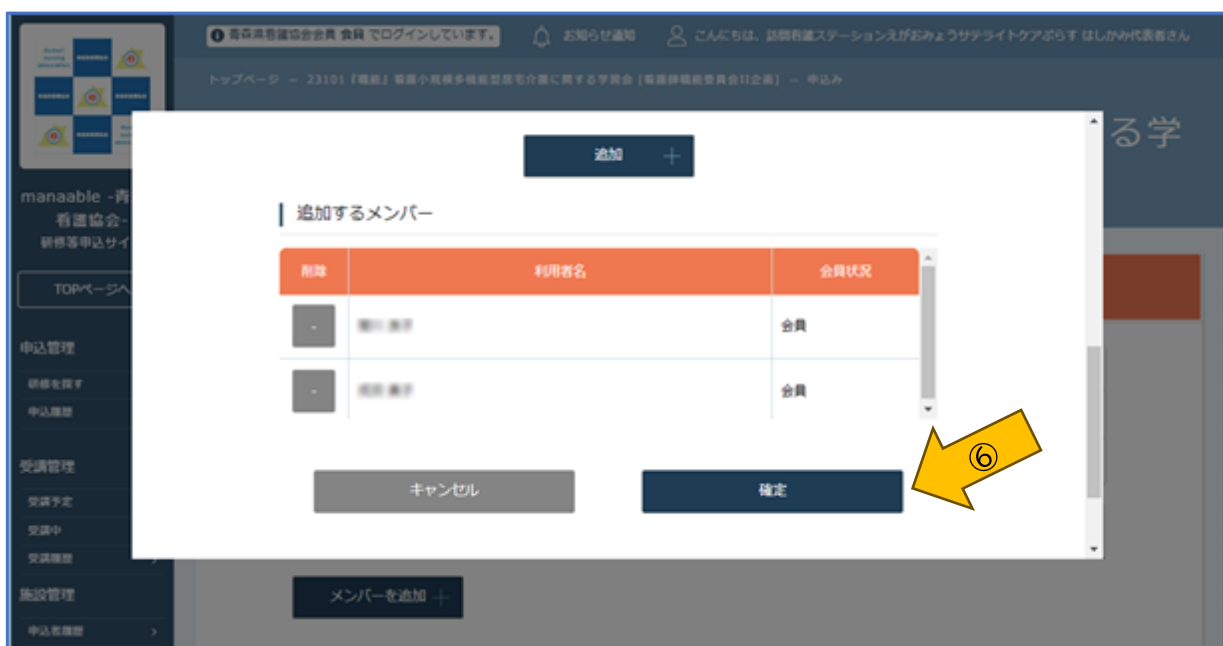 青森県看護協会会員 会員 でログインしています。
お知らせ通知
こんにちは、訪問看護ステーションえがおみょうサテライトケアぷらす はしかみ代表者さん
トップページ － 23101『職能』看護小規模多機能型居宅介護に関する学習会 [看護師職能委員会II企画] － 申込み
る学
manaable -青
看護協会-
研修等申込サイ
TOPページへ
申込管理
研修を探す
申込履歴
受講管理
受講予定
受講中
受講履歴
施設管理
申込者履歴
追加 ＋
追加するメンバー
削除 利用者名 会員状況
- 会員
- 会員
キャンセル 確定
⑥
メンバーを追加 ＋